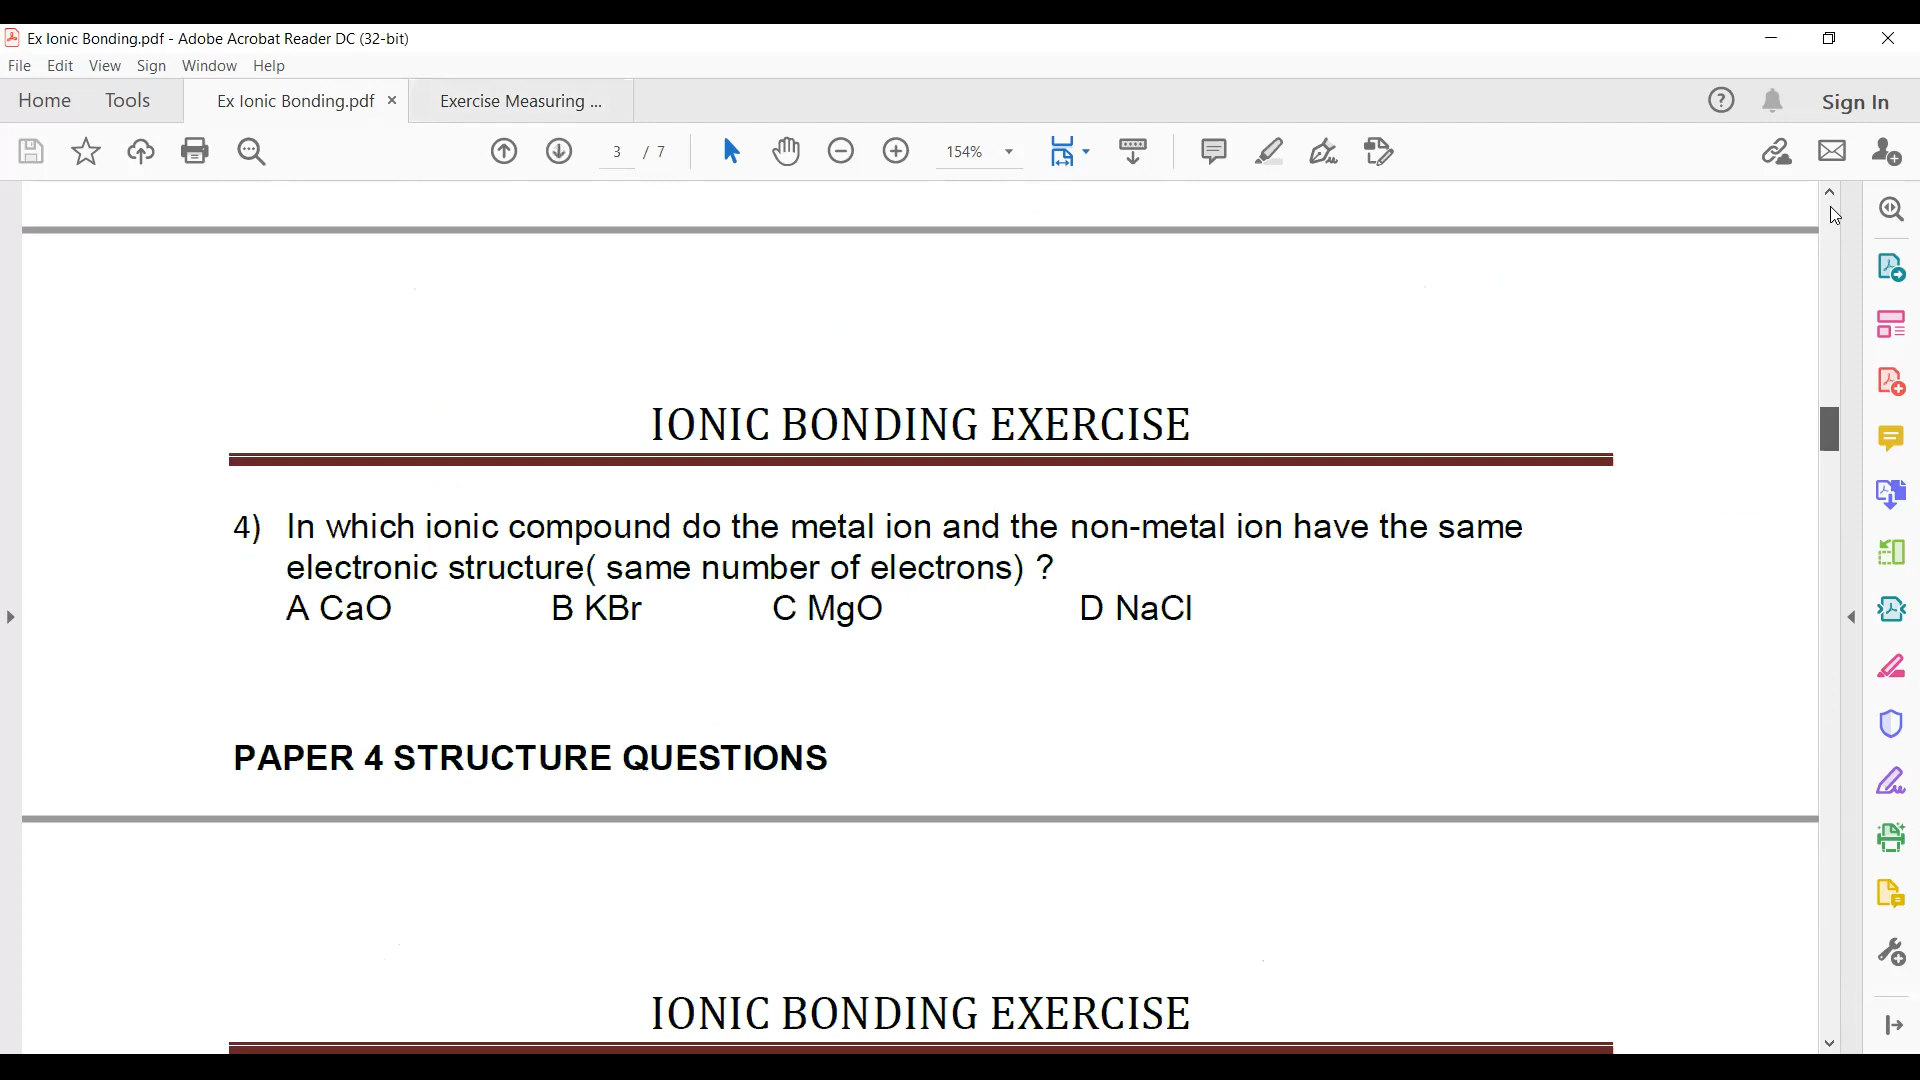 Ex Ionic Bonding.pdf - Adobe Acrobat Reader DC (32-bit)
File Edit View Sign Window Help
Home Tools Ex Ionic Bonding.pdf × Exercise Measuring ... Sign In
3 / 7 154%
IONIC BONDING EXERCISE
4) In which ionic compound do the metal ion and the non-metal ion have the same
electronic structure( same number of electrons) ?
A CaO B KBr C MgO D NaCl
PAPER 4 STRUCTURE QUESTIONS
IONIC BONDING EXERCISE